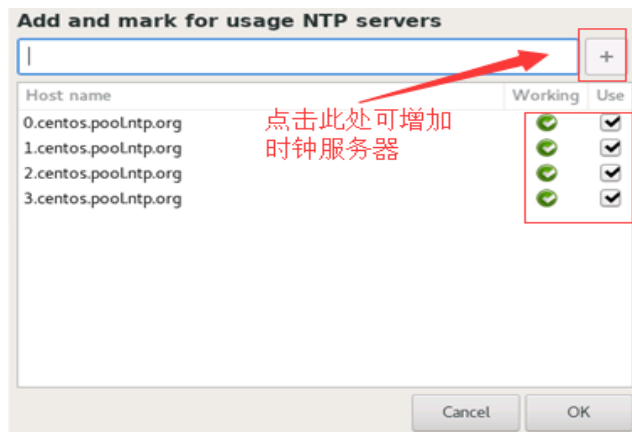 Add and mark for usage NTP servers
+
Host name Working Use
0.centos.pool.ntp.org
1.centos.pool.ntp.org
2.centos.pool.ntp.org
3.centos.pool.ntp.org
点击此处可增加
时钟服务器
Cancel OK